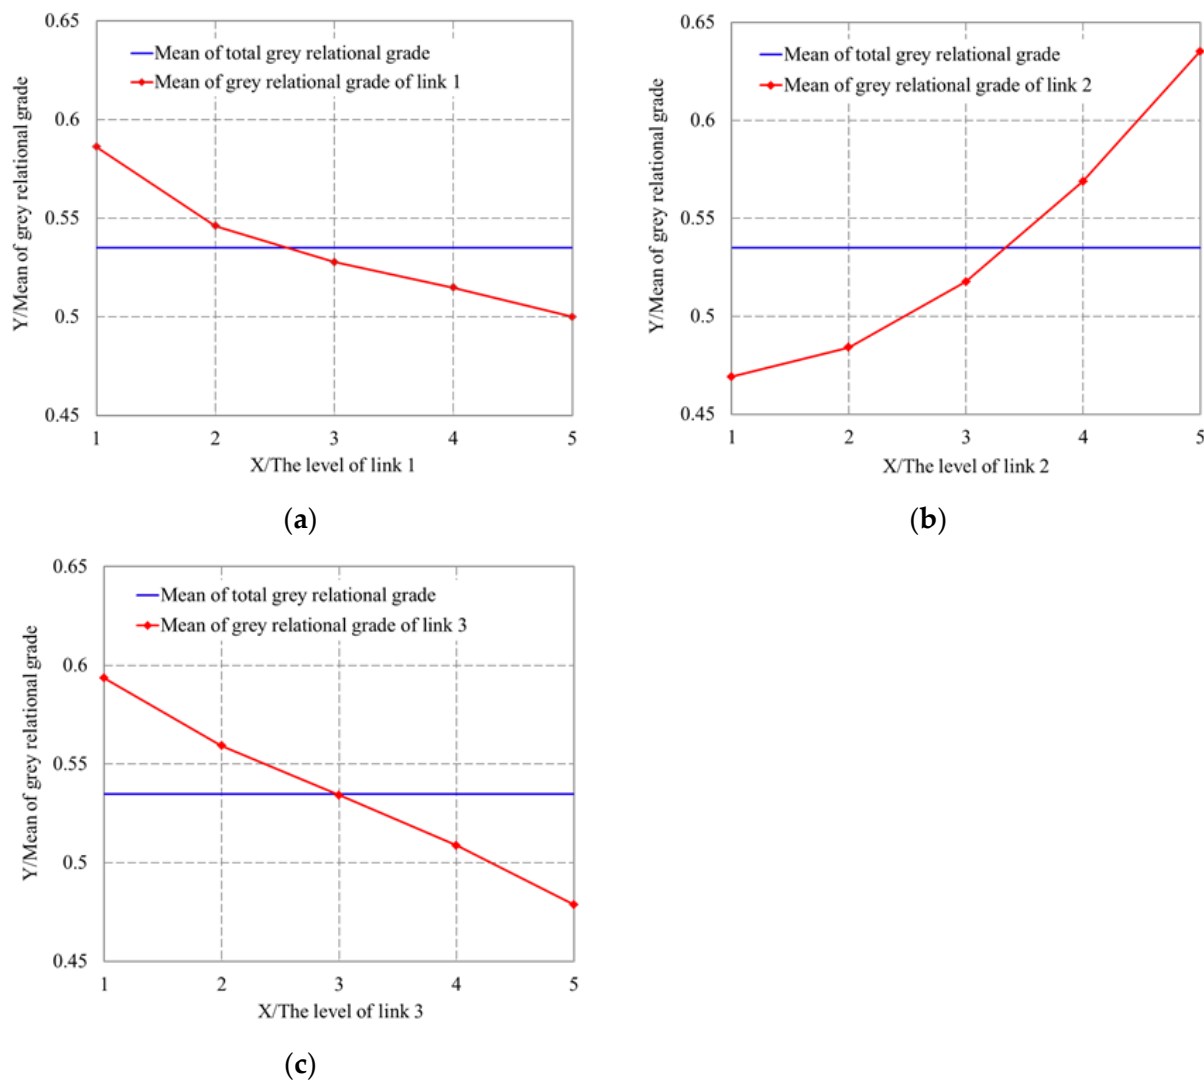 0.65
Mean of total grey relational grade
Mean of grey relational grade of link 1
0.6
0.55
0.5
0.45
Y/Mean of grey relational grade
1 2 3 4 5
X/The level of link 1
(a)
0.65
Mean of total grey relational grade
Mean of grey relational grade of link 2
0.6
0.55
0.5
0.45
Y/Mean of grey relational grade
1 2 3 4 5
X/The level of link 2
(b)
0.65
Mean of total grey relational grade
Mean of grey relational grade of link 3
0.6
0.55
0.5
0.45
Y/Mean of grey relational grade
1 2 3 4 5
X/The level of link 3
(c)